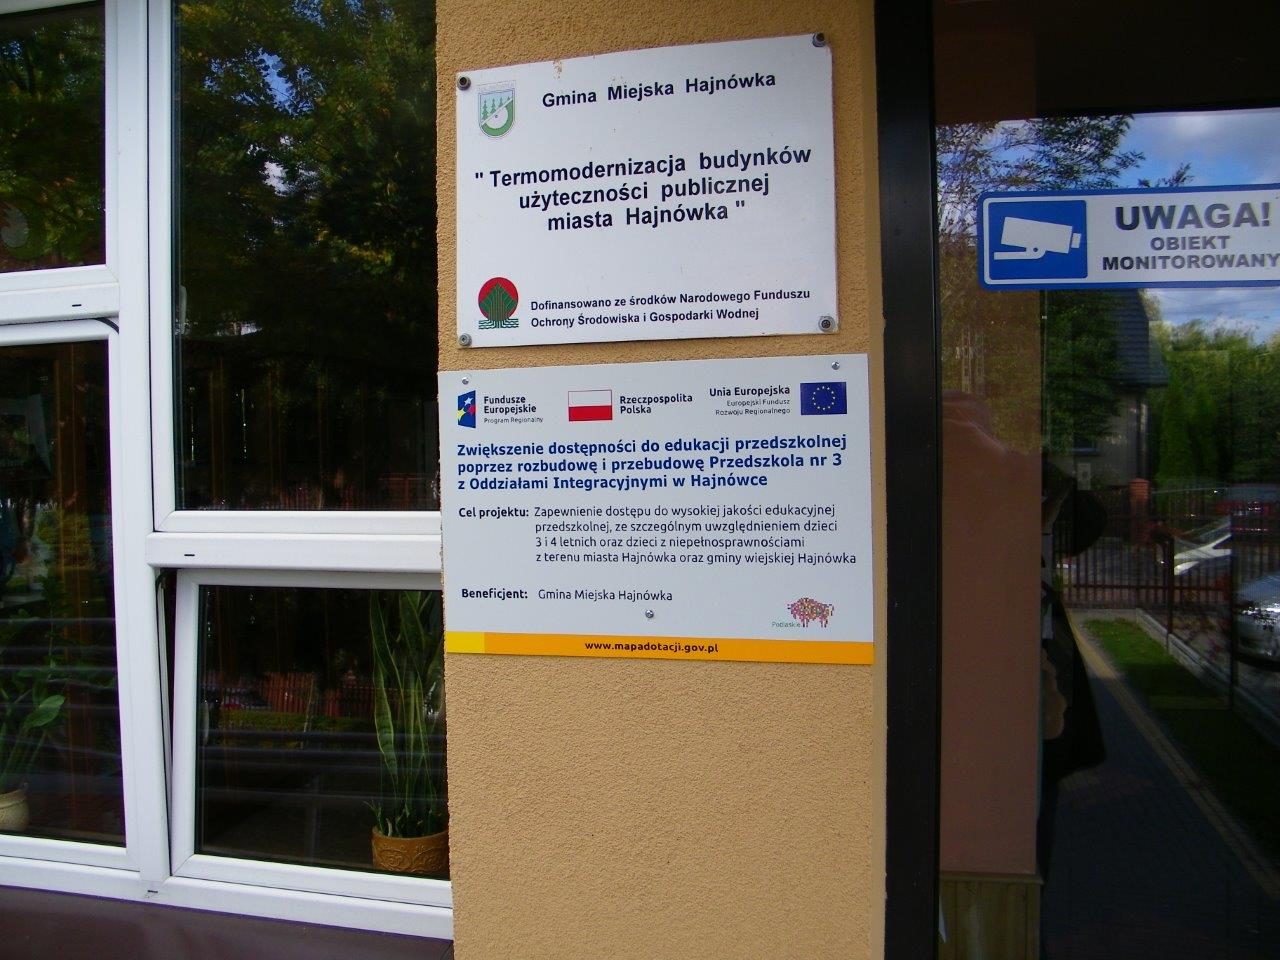 Gmina Miejska Hajnówka
" Termomodernizacja budynków
użyteczności publicznej
miasta Hajnówka "
Dofinansowano ze środków Narodowego Funduszu
Ochrony Środowiska i Gospodarki Wodnej
Fundusze
Europejskie
Program Regionalny
Rzeczpospolita
Polska
Unia Europejska
Europejski Fundusz
Rozwoju Regionalnego
Zwiększenie dostępności do edukacji przedszkolnej
poprzez rozbudowę i przebudowę Przedszkola nr 3
z Oddziałami Integracyjnymi w Hajnówce
Cel projektu: Zapewnienie dostępu do wysokiej jakości edukacyjnej
przedszkolnej, ze szczególnym uwzględnieniem dzieci
3 i 4 letnich oraz dzieci z niepełnosprawnościami
z terenu miasta Hajnówka oraz gminy wiejskiej Hajnówka
Beneficjent: Gmina Miejska Hajnówka
Podlaskie
www.mapadotacji.gov.pl
UWAGA!
OBIEKT
MONITOROWANY